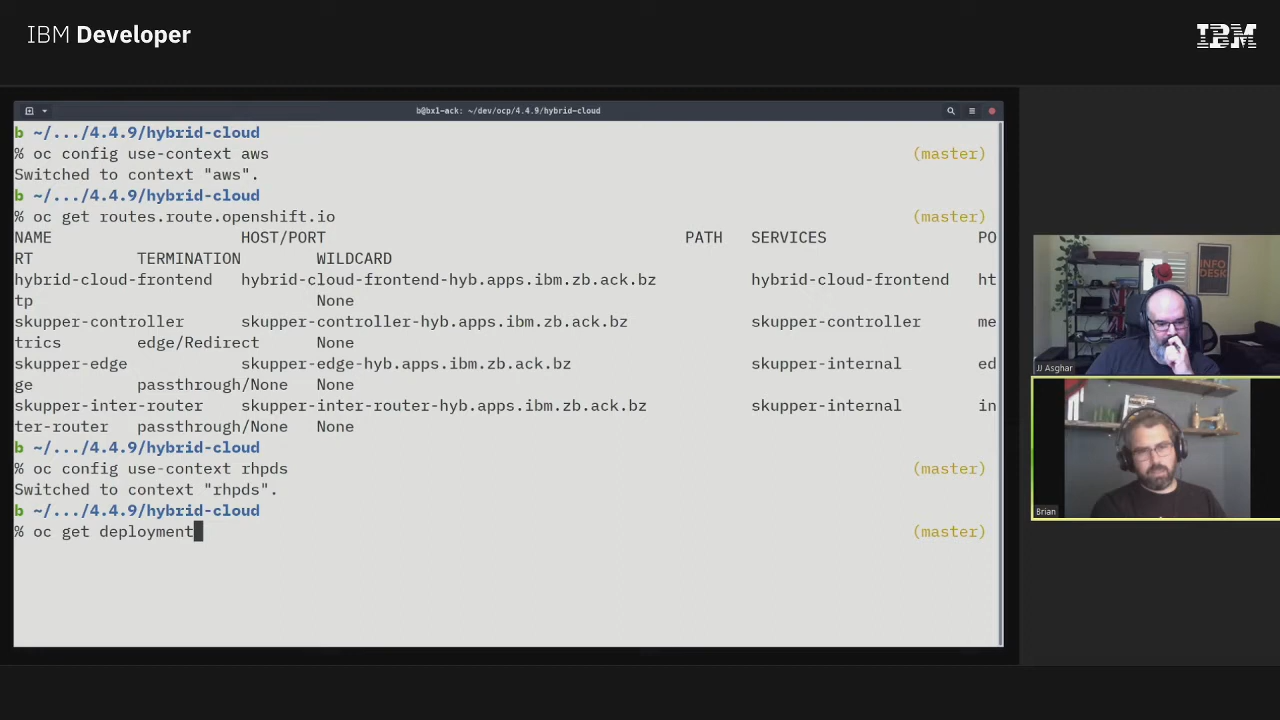 IBM Developer
IBM
b@bx1-ack: ~/dev/ocp/4.4.9/hybrid-cloud
b ~/.../4.4.9/hybrid-cloud
% oc config use-context aws (master)
Switched to context "aws".
b ~/.../4.4.9/hybrid-cloud
% oc get routes.route.openshift.io (master)
NAME HOST/PORT PATH SERVICES PO
RT TERMINATION WILDCARD
hybrid-cloud-frontend hybrid-cloud-frontend-hyb.apps.ibm.zb.ack.bz hybrid-cloud-frontend ht
tp None
skupper-controller skupper-controller-hyb.apps.ibm.zb.ack.bz skupper-controller me
trics edge/Redirect None
skupper-edge skupper-edge-hyb.apps.ibm.zb.ack.bz skupper-internal ed
ge passthrough/None None
skupper-inter-router skupper-inter-router-hyb.apps.ibm.zb.ack.bz skupper-internal in
ter-router passthrough/None None
b ~/.../4.4.9/hybrid-cloud
% oc config use-context rhpds (master)
Switched to context "rhpds".
b ~/.../4.4.9/hybrid-cloud
% oc get deployment (master)
INFO
DESK
JJ Asghar
Brian